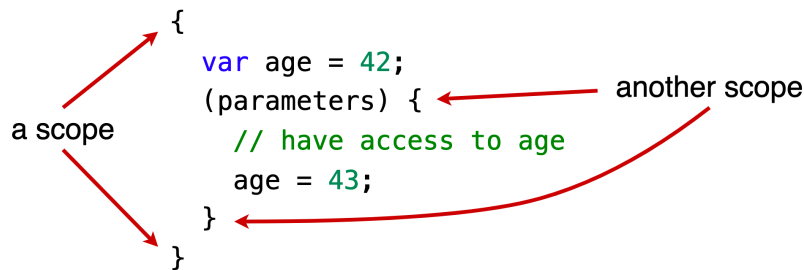 {
var age = 42;
(parameters) {
another scope
a scope
// have access to age
age = 43;
}
}